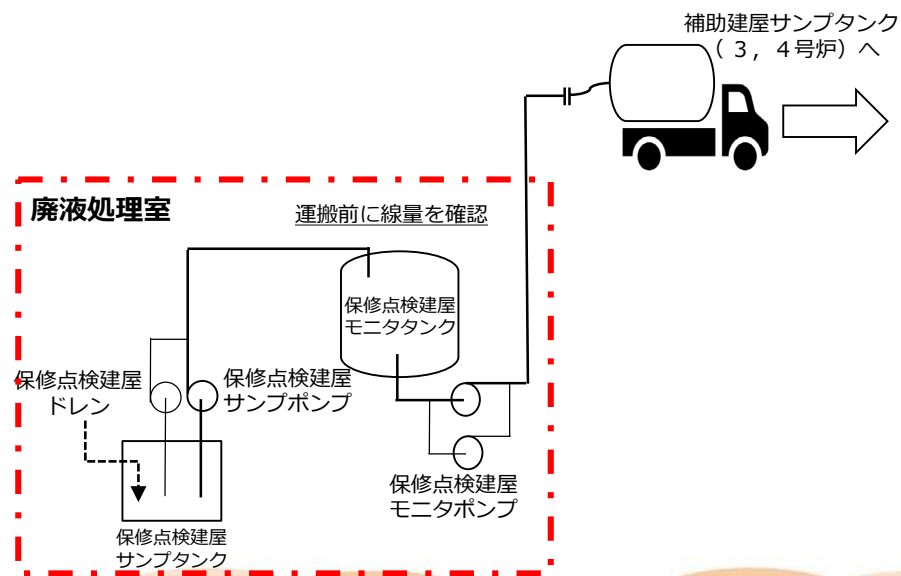 補助建屋サンプタンク
（３，４号炉）へ
廃液処理室
運搬前に線量を確認
保修点検建屋
モニタタンク
保修点検建屋
ドレン
保修点検建屋
サンプポンプ
保修点検建屋
モニタポンプ
保修点検建屋
サンプタンク